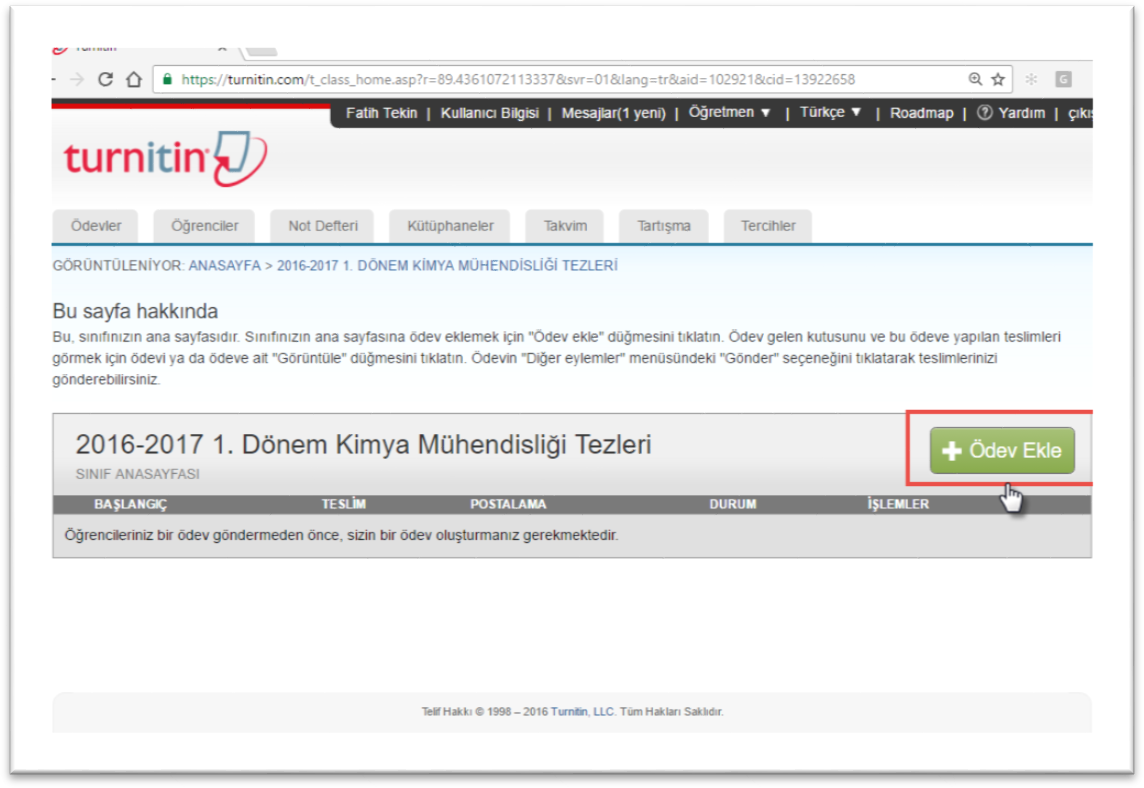 https://turnitin.com/t_class_home.asp?r=89.4361072113337&svr=01&lang=tr&aid=102921&cid=13922658
Fatih Tekin | Kullanıcı Bilgisi | Mesajlar(1 yeni) | Öğretmen ▼ | Türkçe ▼ | Roadmap | ? Yardım |
turnitin
Ödevler Öğrenciler Not Defteri Kütüphaneler Takvim Tartışma Tercihler
GÖRÜNTÜLENİYOR: ANASAYFA > 2016-2017 1. DÖNEM KİMYA MÜHENDİSLİĞİ TEZLERİ
Bu sayfa hakkında
Bu, sınıfınızın ana sayfasıdır. Sınıfınızın ana sayfasına ödev eklemek için "Ödev ekle" düğmesini tıklatın. Ödev gelen kutusunu ve bu ödeve yapılan teslimleri
görmek için ödevi ya da ödeve ait "Görüntüle" düğmesini tıklatın. Ödevin "Diğer eylemler" menüsündeki "Gönder" seçeneğini tıklatarak teslimlerinizi
gönderebilirsiniz.
2016-2017 1. Dönem Kimya Mühendisliği Tezleri
+ Ödev Ekle
SINIF ANASAYFASI
BAŞLANGIÇ TESLİM POSTALAMA DURUM İŞLEMLER
Öğrencileriniz bir ödev göndermeden önce, sizin bir ödev oluşturmanız gerekmektedir.
Telif Hakkı © 1998 – 2016 Turnitin, LLC. Tüm Hakları Saklıdır.